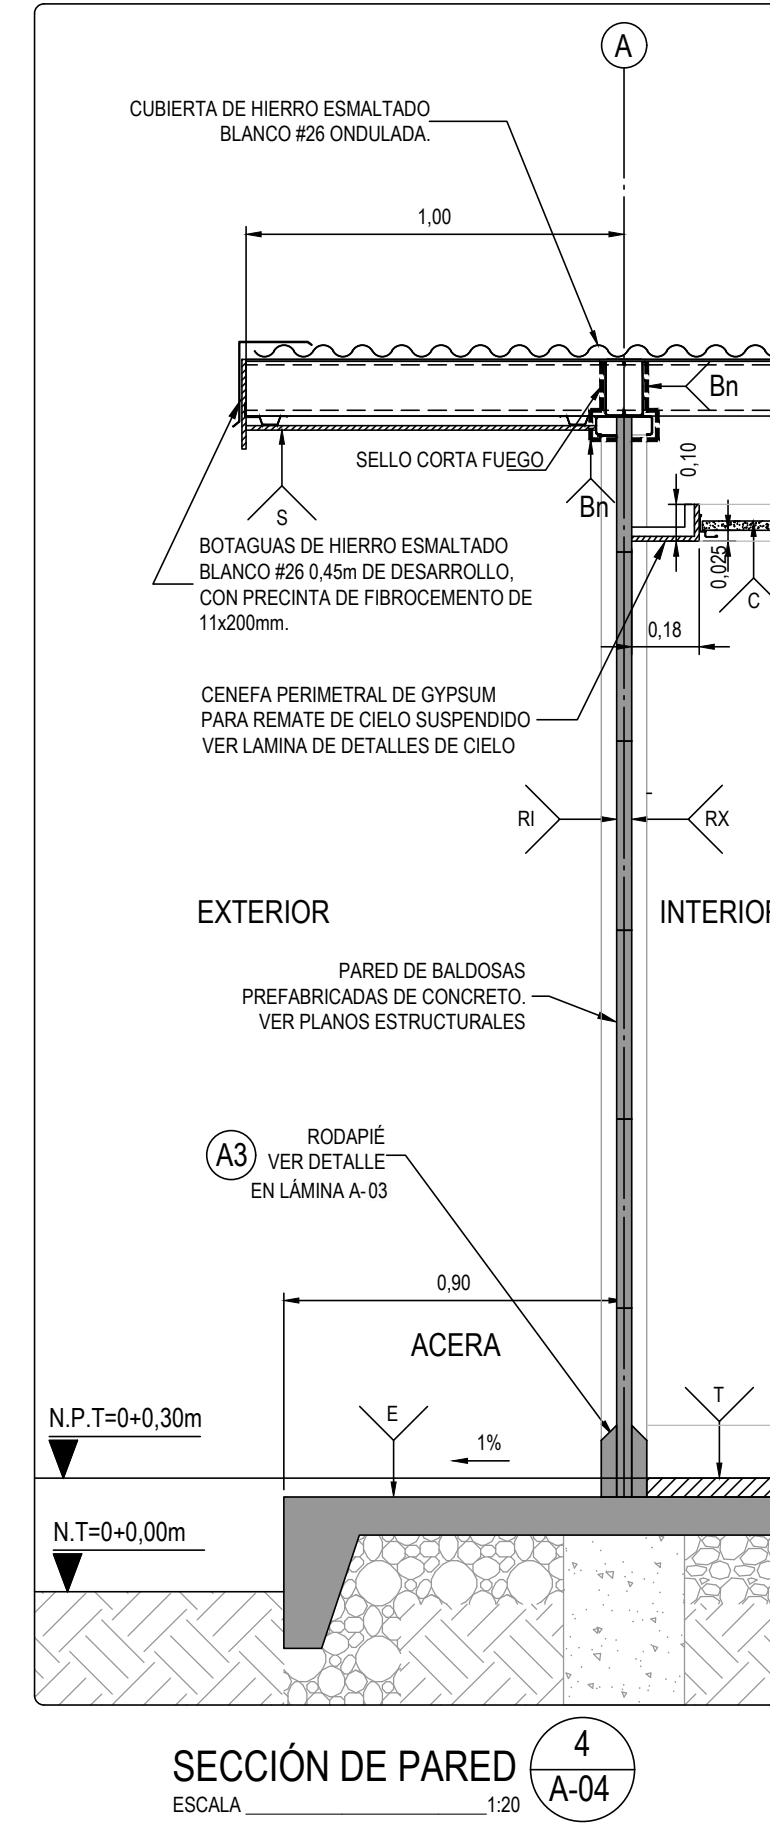 A
CUBIERTA DE HIERRO ESMALTADO
BLANCO #26 ONDULADA.
1,00
Bn
SELLO CORTA FUEGO
0,10
Bn
S
BOTAGUAS DE HIERRO ESMALTADO
BLANCO #26 0,45m DE DESARROLLO,
CON PRECINTA DE FIBROCEMENTO DE
11x200mm.
0,025
C
0,18
CENEFA PERIMETRAL DE GYPSUM
PARA REMATE DE CIELO SUSPENDIDO
VER LAMINA DE DETALLES DE CIELO
RI
RX
EXTERIOR
INTERIOR
PARED DE BALDOSAS
PREFABRICADAS DE CONCRETO.
VER PLANOS ESTRUCTURALES
A3
RODAPIÉ
VER DETALLE
EN LÁMINA A-03
0,90
ACERA
E
T
N.P.T=0+0,30m
1%
N.T=0+0,00m
SECCIÓN DE PARED
4
A-04
ESCALA ________________________1:20